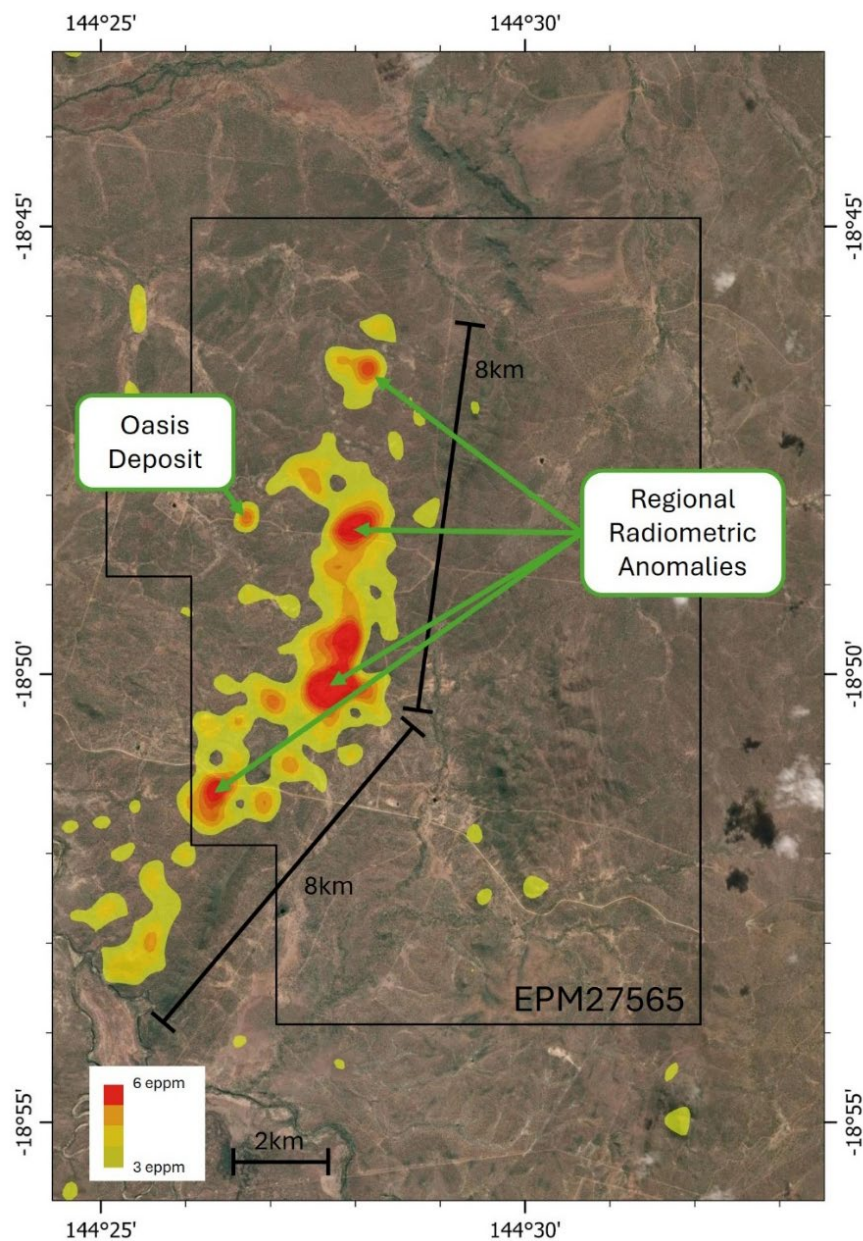 144°25'
144°30'
-18°45'
-18°45'
8km
Oasis
Deposit
Regional
Radiometric
Anomalies
-18°50'
-18°50'
8km
EPM27565
6 eppm
3 eppm
2km
-18°55'
-18°55'
144°25'
144°30'